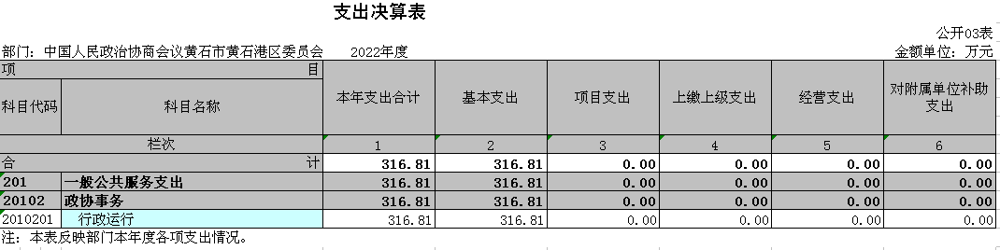 支出决算表
公开03表
部门：中国人民政治协商会议黄石市黄石港区委员会 2022年度 金额单位：万元
项 目 本年支出合计 基本支出 项目支出 上缴上级支出 经营支出 对附属单位补助支出
科目代码 科目名称
栏次 1 2 3 4 5 6
合 计 316.81 316.81 0.00 0.00 0.00 0.00
201 一般公共服务支出 316.81 316.81 0.00 0.00 0.00 0.00
20102 政协事务 316.81 316.81 0.00 0.00 0.00 0.00
2010201 行政运行 316.81 316.81 0.00 0.00 0.00 0.00
注：本表反映部门本年度各项支出情况。